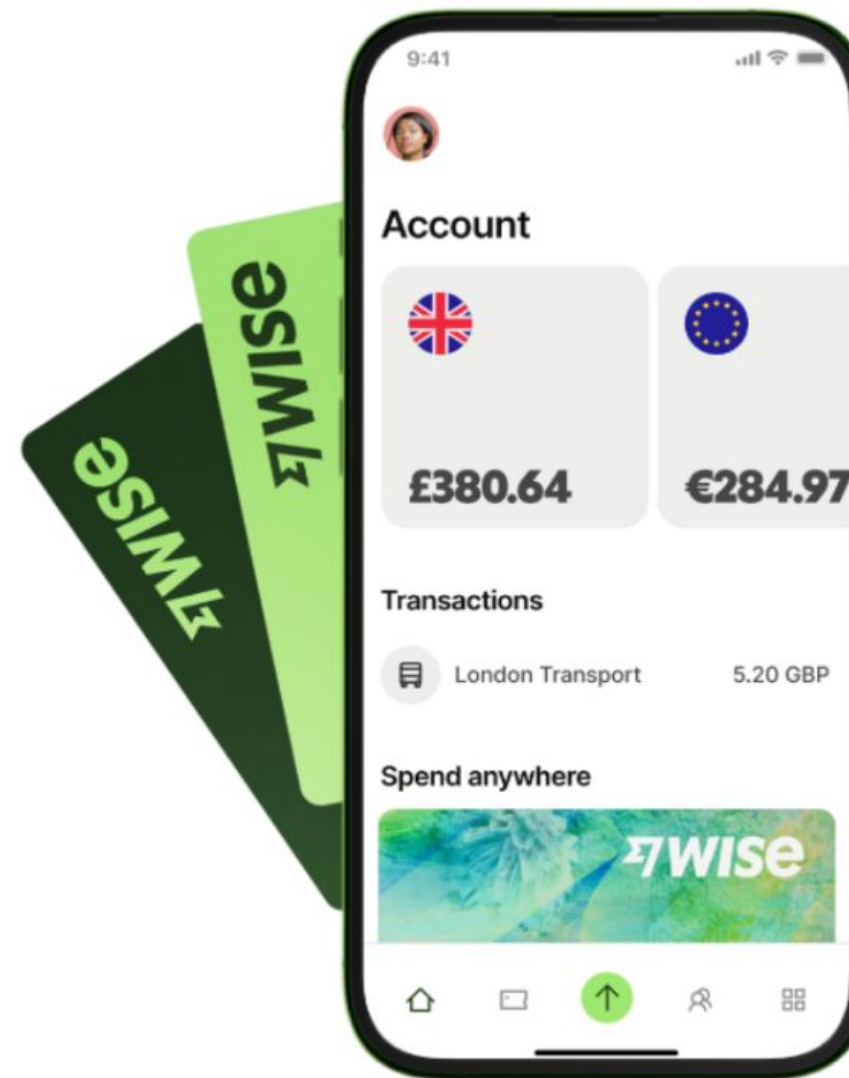 9:41
Account
£380.64
€284.97
Transactions
London Transport 5.20 GBP
Spend anywhere
wise
wise
wise